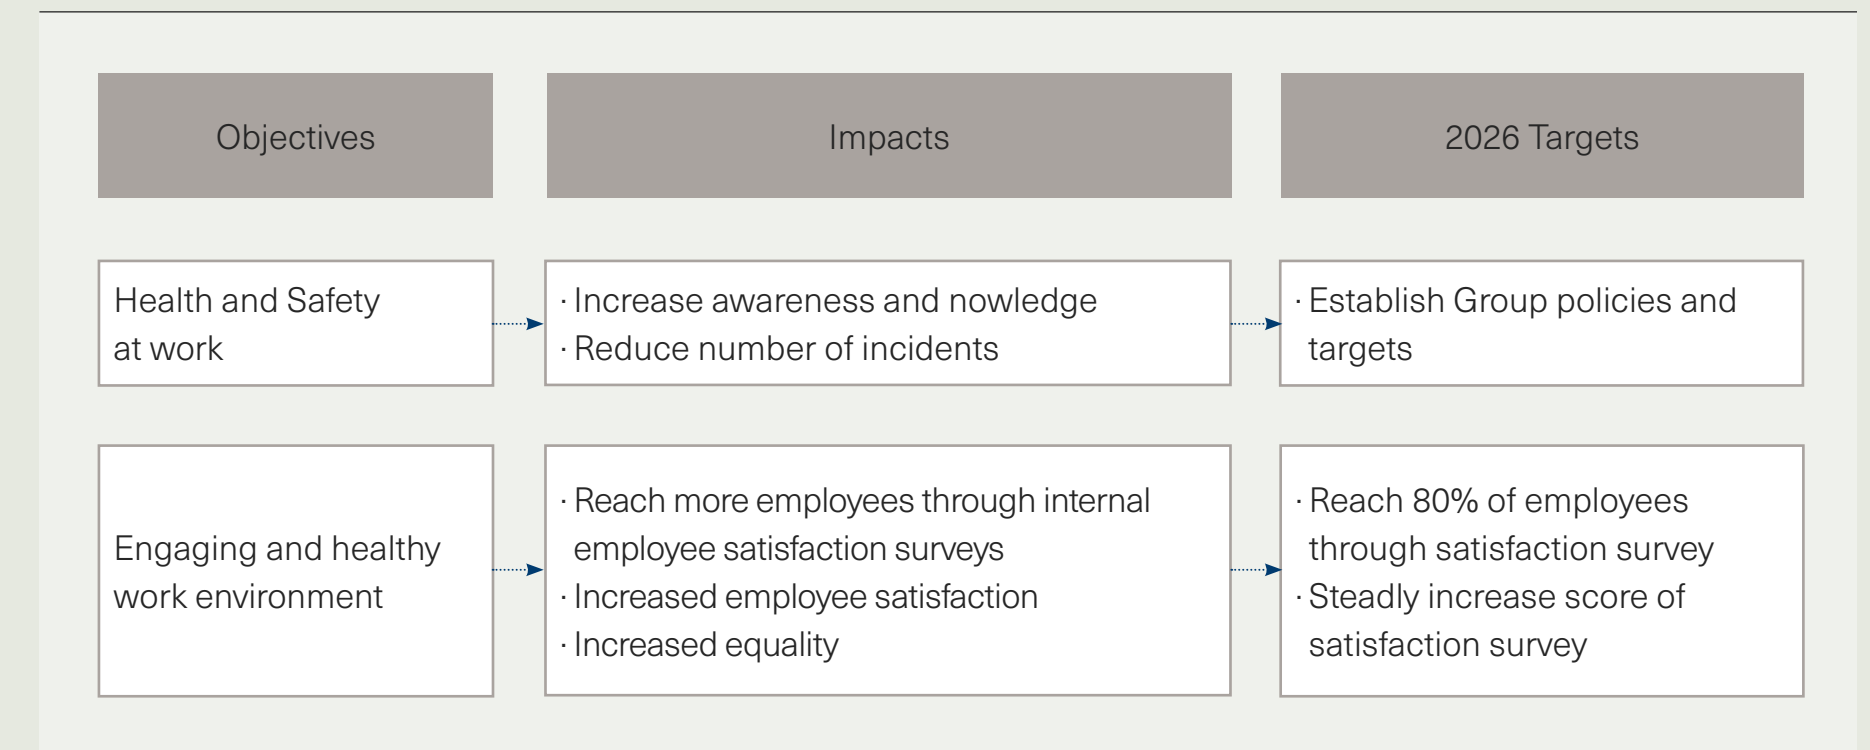 Objectives
Impacts
2026 Targets
Health and Safety
at work
· Increase awareness and nowledge
· Reduce number of incidents
· Establish Group policies and
targets
Engaging and healthy
work environment
· Reach more employees through internal
employee satisfaction surveys
· Increased employee satisfaction
· Increased equality
· Reach 80% of employees
through satisfaction survey
· Steadly increase score of
satisfaction survey